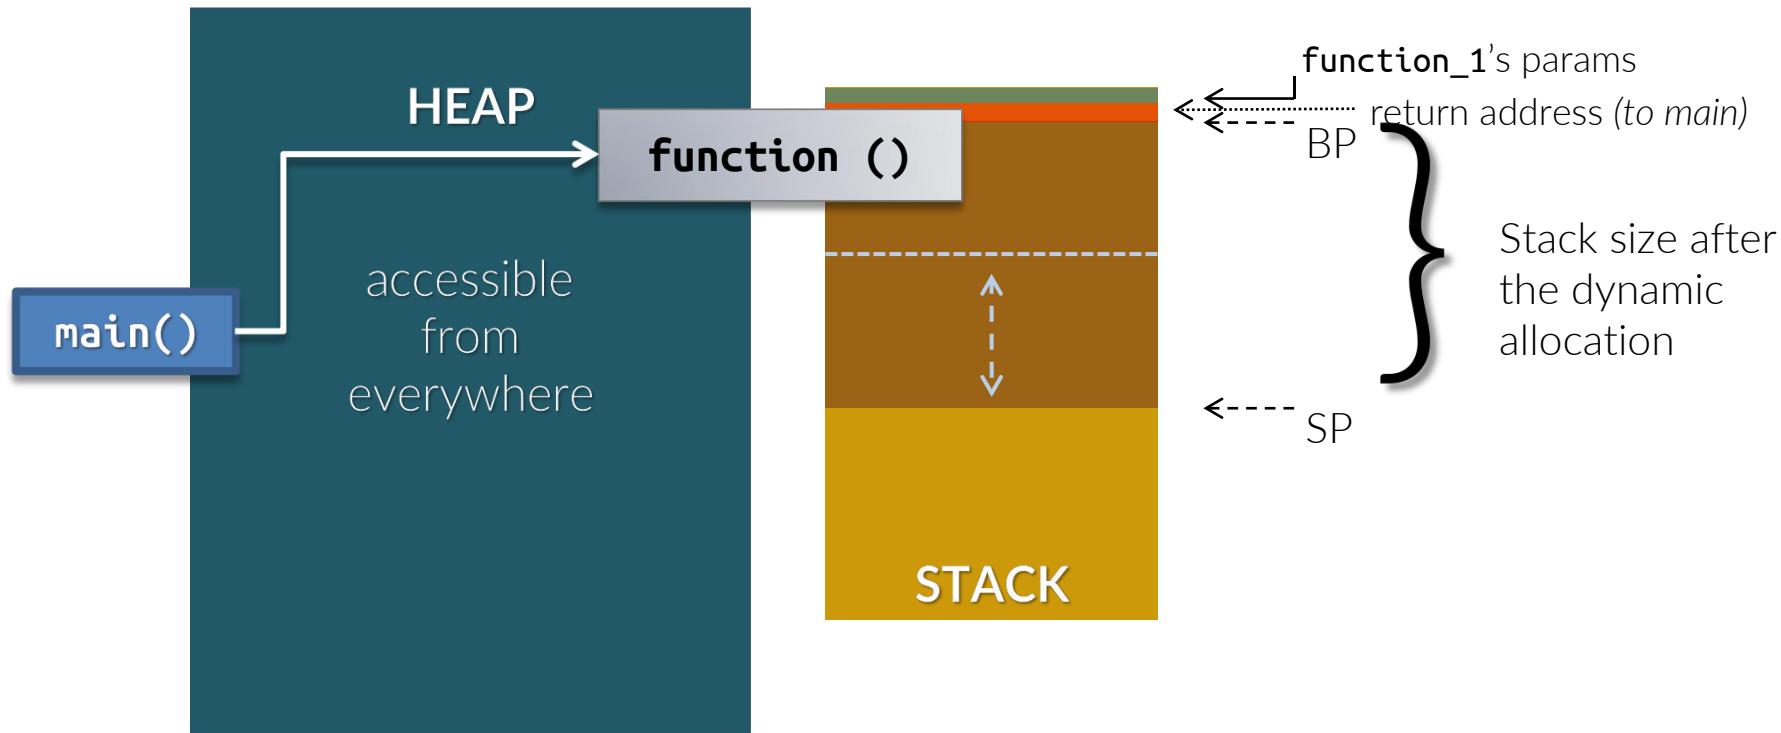 HEAP
accessible
from
everywhere
main()
function ()
STACK
function_1's params
return address (to main)
BP
Stack size after
the dynamic
allocation
SP